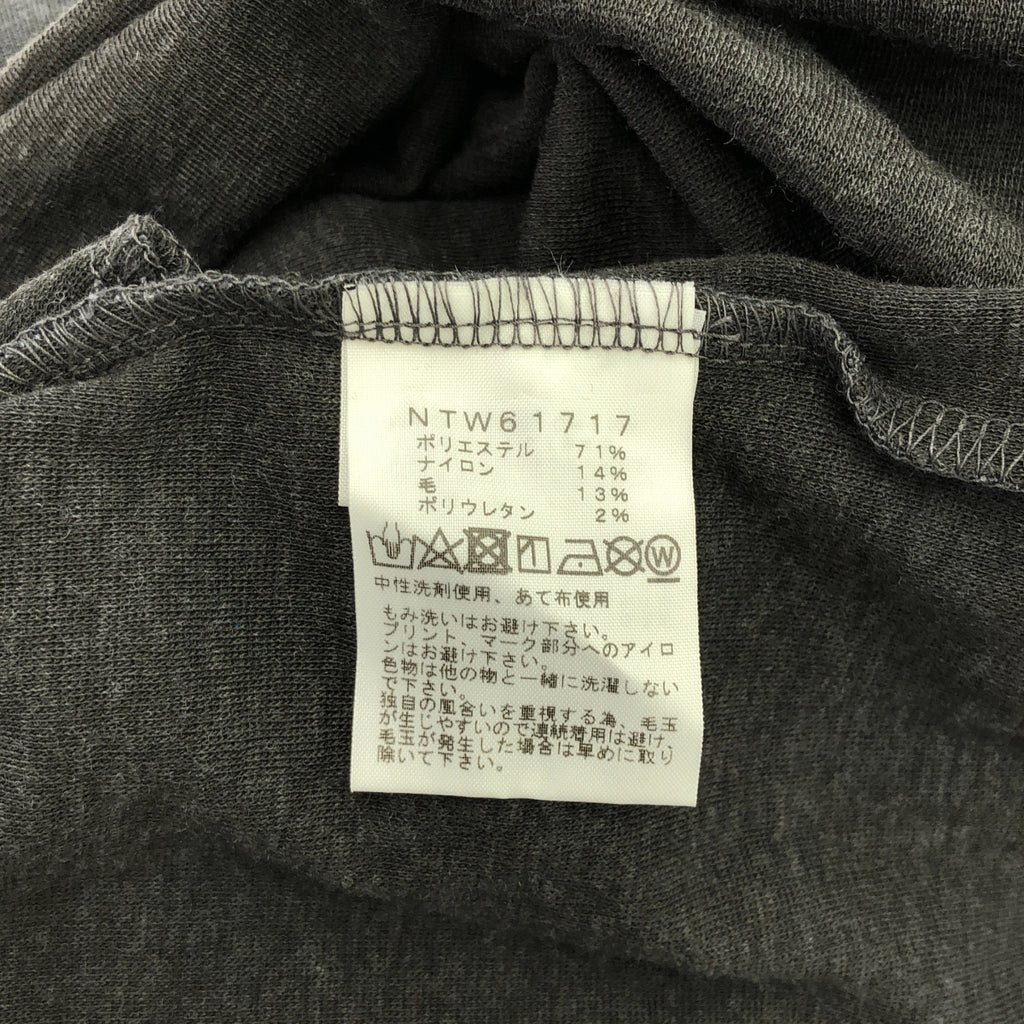 NTW61717
ポリエステル 71%
ナイロン 14%
毛 13%
ポリウレタン 2%
W
中性洗剤使用、あて布使用
もみ洗いはお避け下さい。
プリント、マーク部分へのアイロ
ンはお避け下さい。
色物は他の物と一緒に洗濯しない
で下さい。
独自の風合いを重視する為、毛玉
が生じやすいので連続着用は避け、
毛玉が発生した場合は早めに取り
除いて下さい。